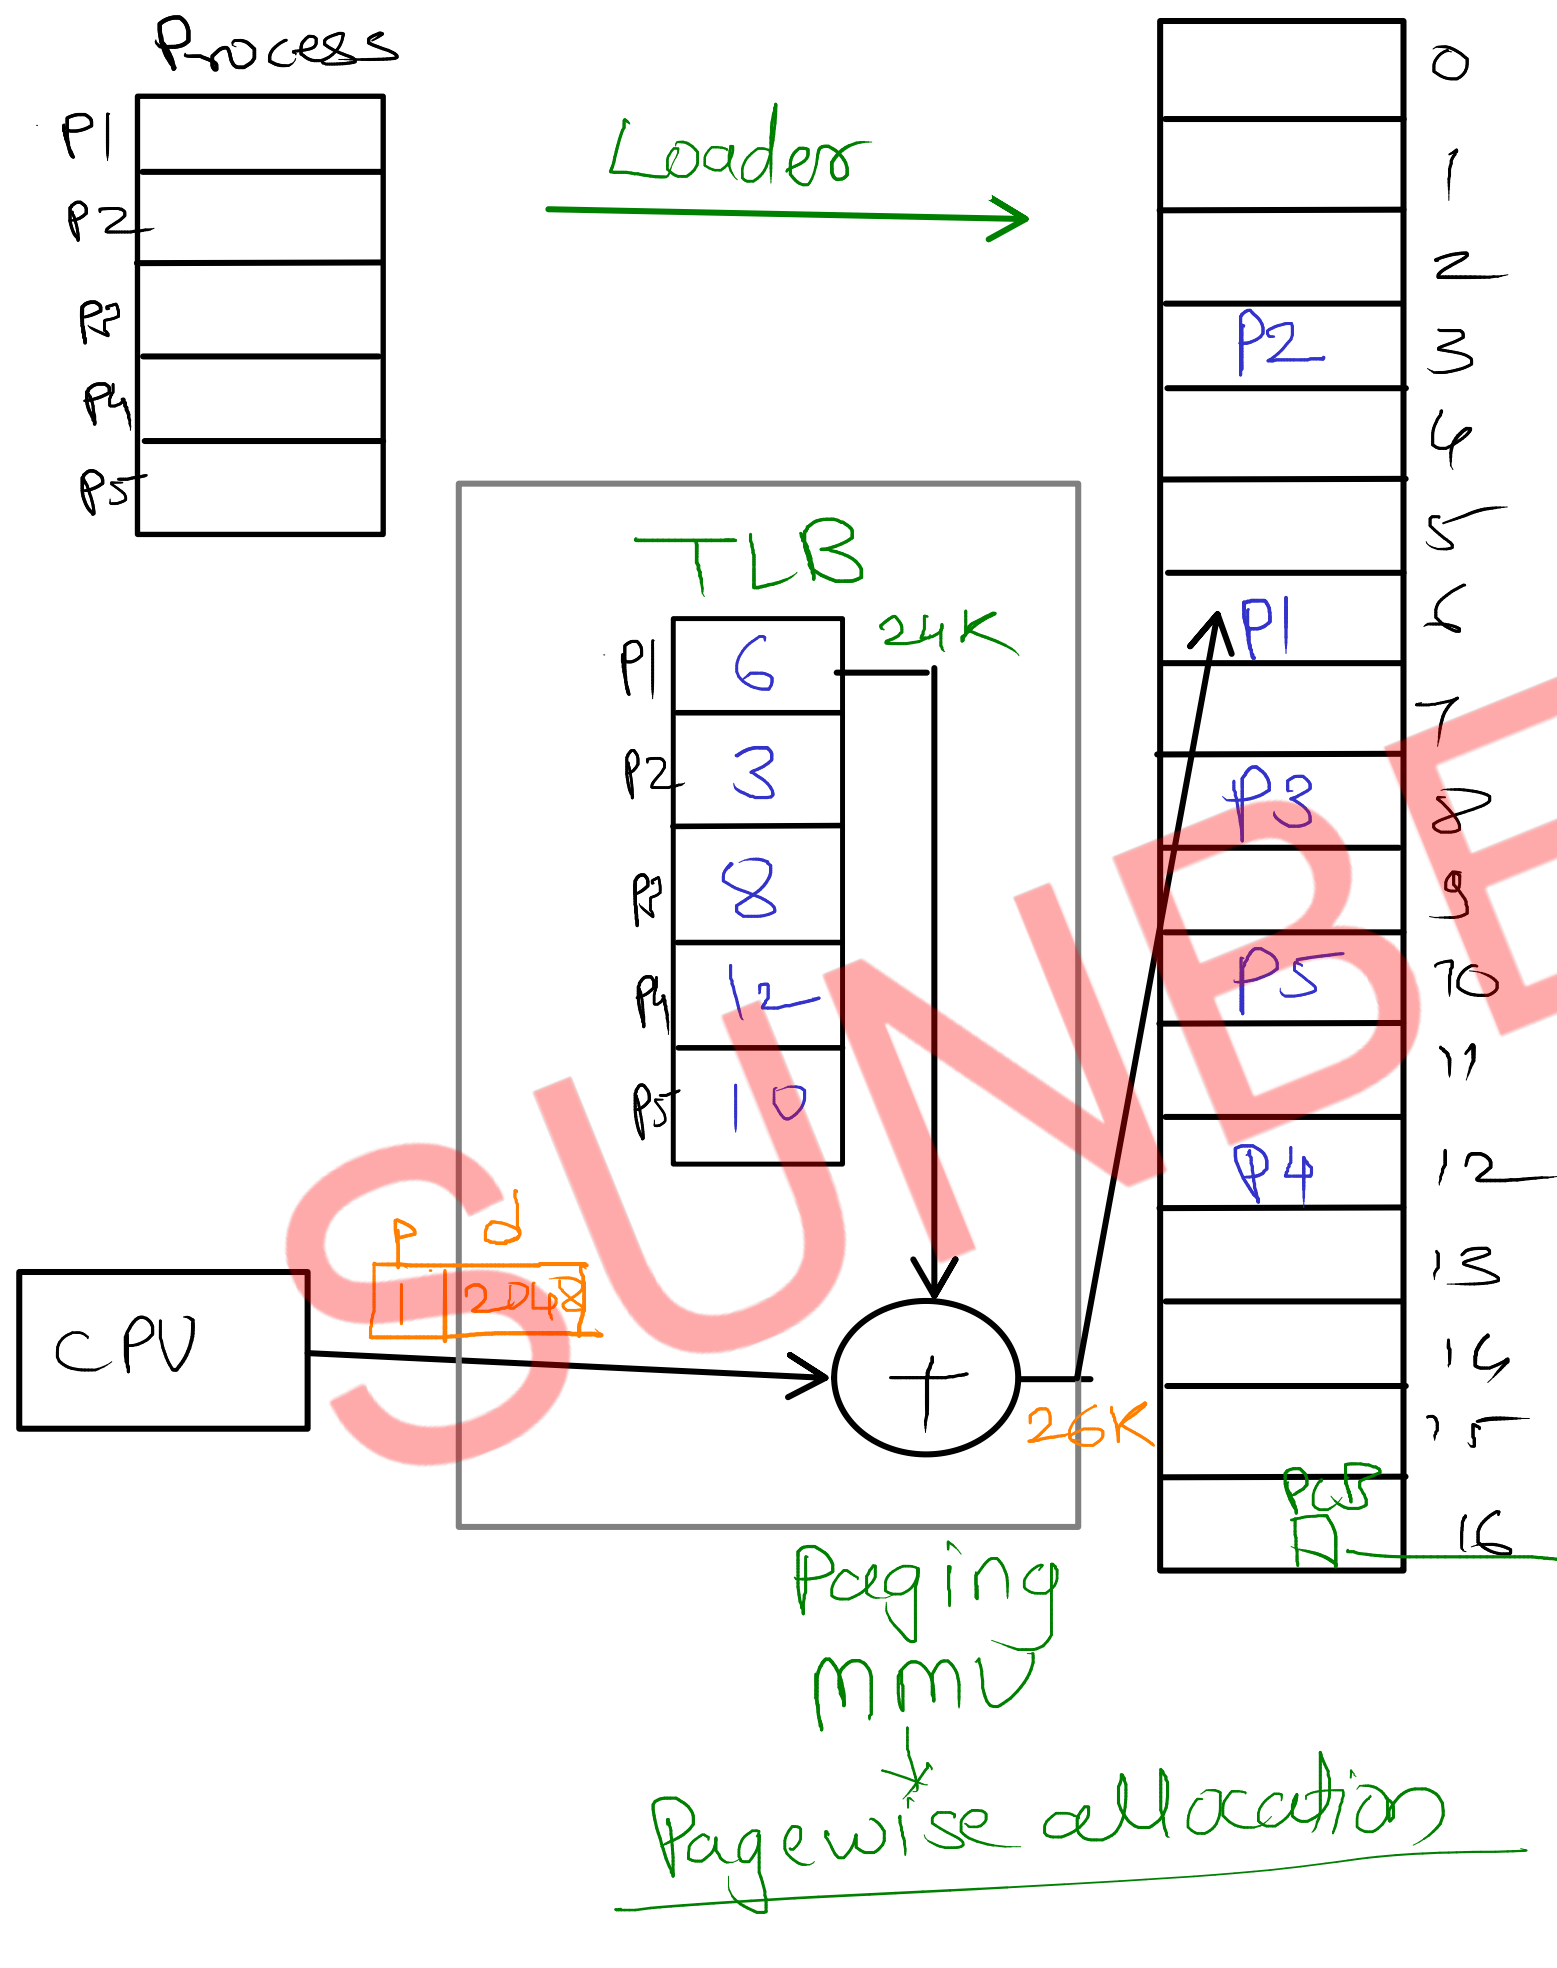 Process
P1
P2
P3
P4
P5
Loader
0
1
2
P2 3
4
5
P1 6
7
P3 8
9
P5 10
11
P4 12
13
14
15
PCB
16
TLB
24K
P1 6
P2 3
P3 8
P4 12
P5 10
P d
1 2048
CPU
+
26K
Paging
MMU
Pagewise allocation
SUNBE